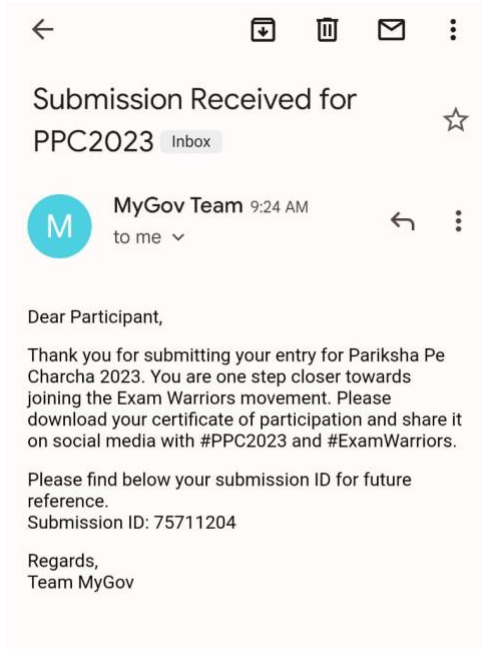 Submission Received for
PPC2023 Inbox
M
MyGov Team 9:24 AM
to me
Dear Participant,
Thank you for submitting your entry for Pariksha Pe
Charcha 2023. You are one step closer towards
joining the Exam Warriors movement. Please
download your certificate of participation and share it
on social media with #PPC2023 and #ExamWarriors.
Please find below your submission ID for future
reference.
Submission ID: 75711204
Regards,
Team MyGov